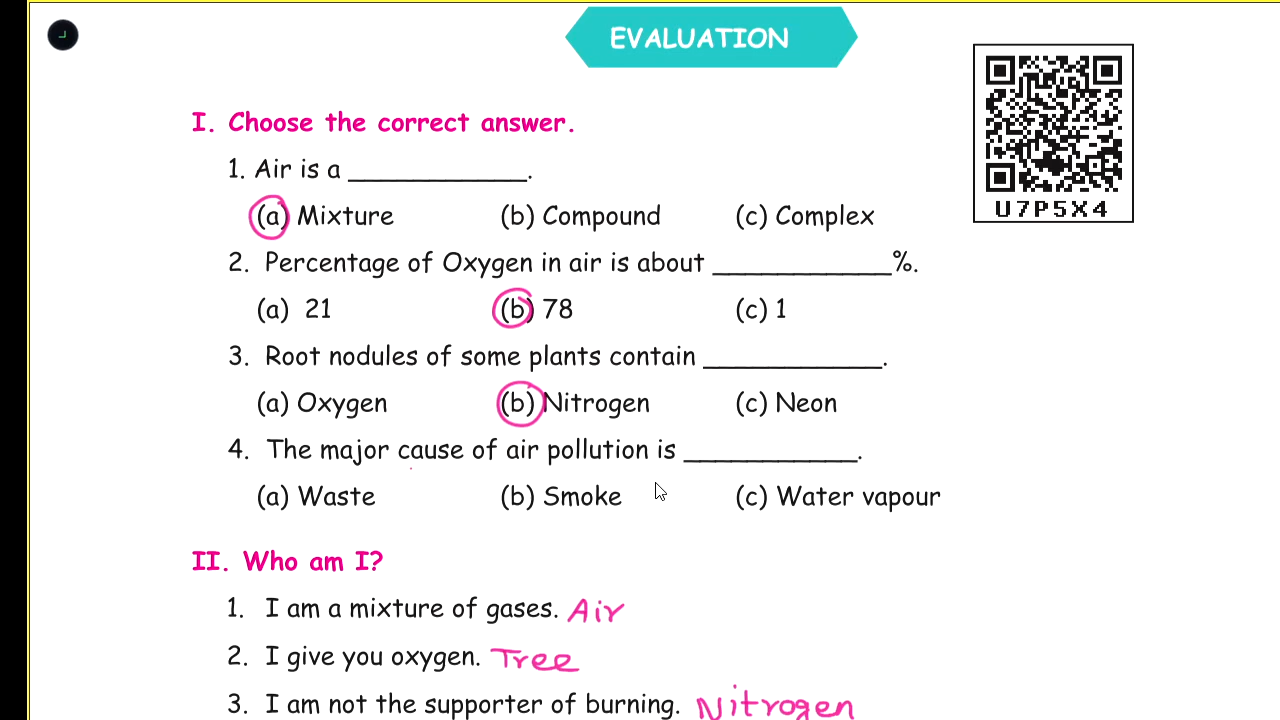 EVALUATION
I. Choose the correct answer.
1. Air is a ____________.
(a) Mixture (b) Compound (c) Complex
U7P5X4
2. Percentage of Oxygen in air is about ____________%.
(a) 21 (b) 78 (c) 1
3. Root nodules of some plants contain ____________.
(a) Oxygen (b) Nitrogen (c) Neon
4. The major cause of air pollution is ____________.
(a) Waste (b) Smoke (c) Water vapour
II. Who am I?
1. I am a mixture of gases. Air
2. I give you oxygen. Tree
3. I am not the supporter of burning. Nitrogen